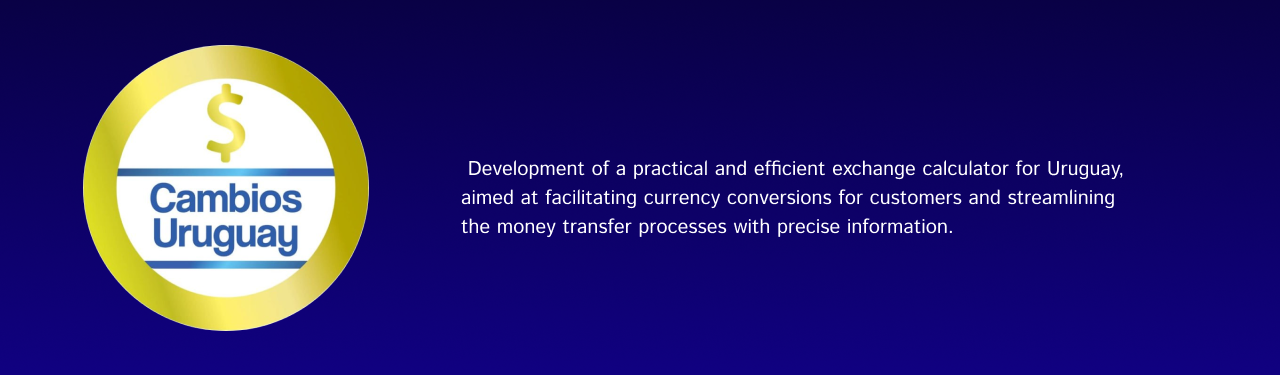 $
Cambios
Uruguay
Development of a practical and efficient exchange calculator for Uruguay,
aimed at facilitating currency conversions for customers and streamlining
the money transfer processes with precise information.